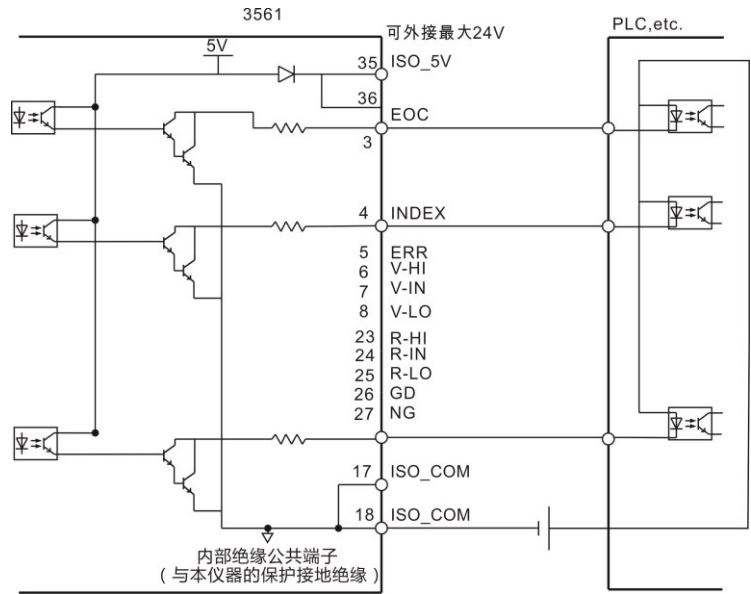 3561
可外接最大24V
PLC,etc.
5V
35 ISO_5V
36
EOC
3
4 INDEX
5 ERR
6 V-HI
7 V-IN
8 V-LO
23 R-HI
24 R-IN
25 R-LO
26 GD
27 NG
17 ISO_COM
18 ISO_COM
内部绝缘公共端子
(与本仪器的保护接地绝缘)